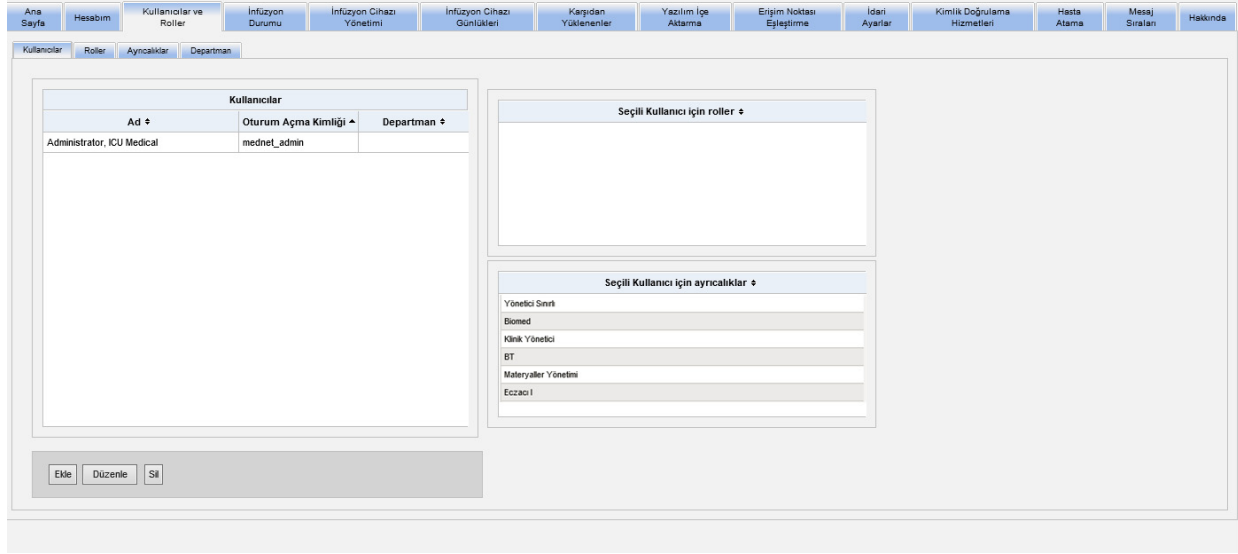 Ana Sayfa
Hesabım
Kullanıcılar ve Roller
İnfüzyon Durumu
İnfüzyon Cihazı Yönetimi
İnfüzyon Cihazı Günlükleri
Karşıdan Yüklenenler
Yazılım İçe Aktarma
Erişim Noktası Eşleştirme
İdari Ayarlar
Kimlik Doğrulama Hizmetleri
Hasta Atama
Mesaj Sıraları
Hakkında
Kullanıcılar
Roller
Ayrıcalıklar
Departman
Kullanıcılar
Ad
Oturum Açma Kimliği
Departman
Administrator, ICU Medical
mednet_admin
Seçili Kullanıcı için roller
Seçili Kullanıcı için ayrıcalıklar
Yönetici Sınırlı
Biomed
Klinik Yönetici
BT
Materyaller Yönetimi
Eczacı I
Ekle
Düzenle
Sil